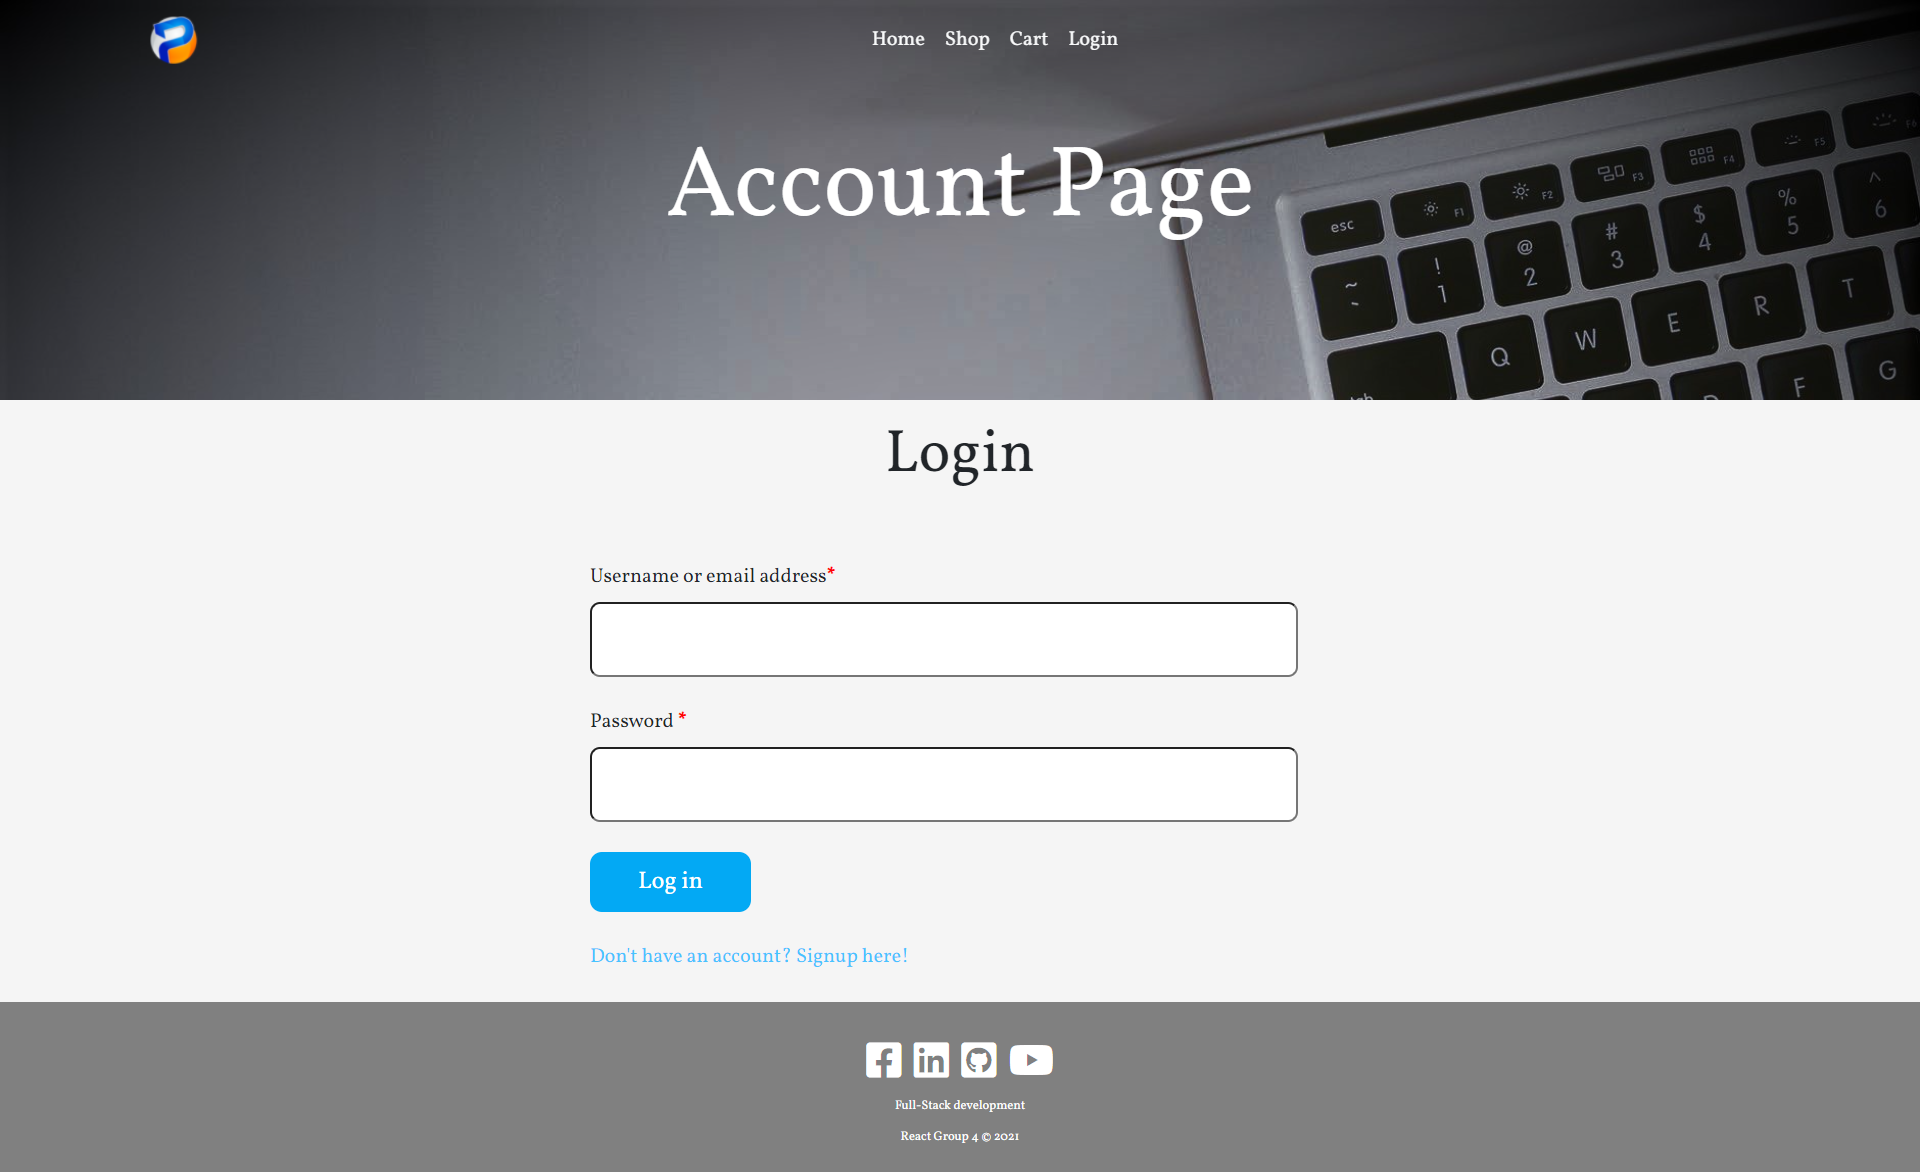 Home Shop Cart Login
Account Page
esc F1 F2 F3 F4 F5 F6
~ ! @ # $ % ^
` 1 2 3 4 5 6
Q W E R T
D F G
Login
Username or email address*
Password *
Log in
Don't have an account? Signup here!
Full-Stack development
React Group 4 © 2021